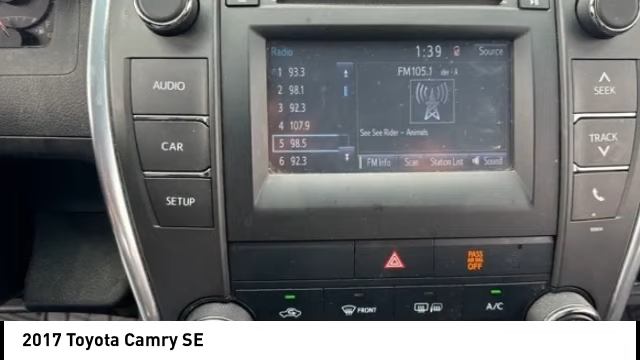 Radio 1:39 Source
1 93.3
2 98.1
3 92.3
4 107.9
5 98.5
6 92.3
FM105.1
See See Rider - Animals
FM Info Scan Station List Sound
AUDIO
CAR
SETUP
SEEK
TRACK
PASS
AIR BAG
OFF
FRONT
A/C
2017 Toyota Camry SE